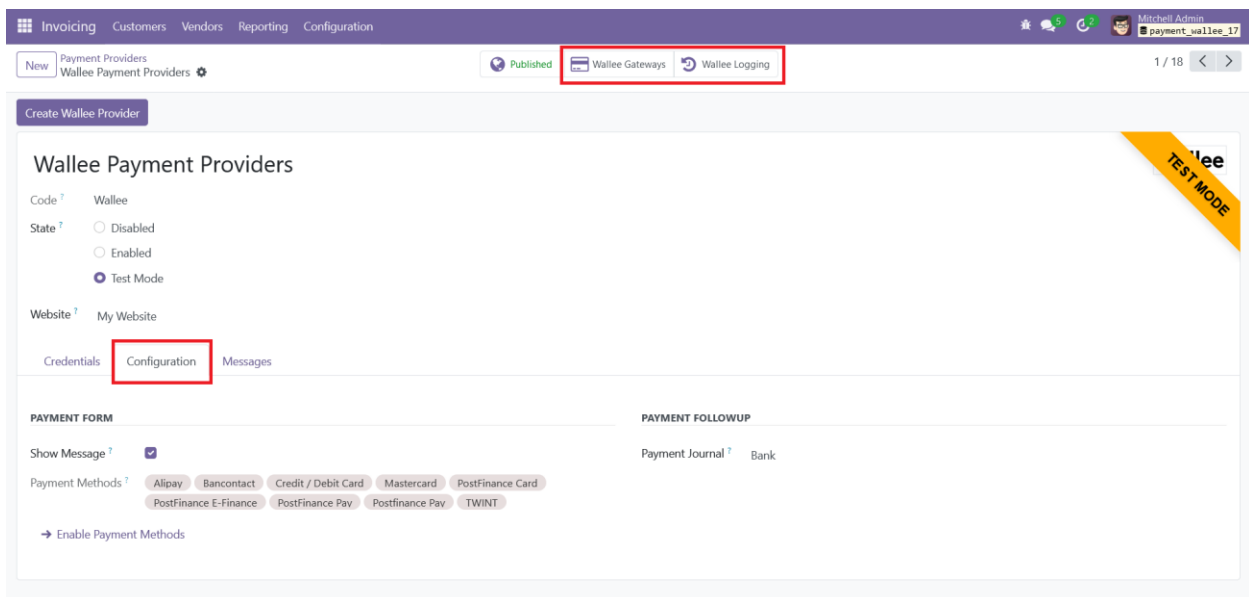 Invoicing Customers Vendors Reporting Configuration 5 2 Mitchell Admin
payment_wallee_17
New Payment Providers Published Wallee Gateways Wallee Logging 1 / 18
Wallee Payment Providers
Create Wallee Provider
Wallee Payment Providers
TEST MODE
Code ? Wallee
State ? Disabled
Enabled
Test Mode
Website ? My Website
Credentials Configuration Messages
PAYMENT FORM PAYMENT FOLLOWUP
Show Message ? Payment Journal ? Bank
Payment Methods ? Alipay Bancontact Credit / Debit Card Mastercard PostFinance Card
PostFinance E-Finance PostFinance Pay Postfinance Pay TWINT
Enable Payment Methods